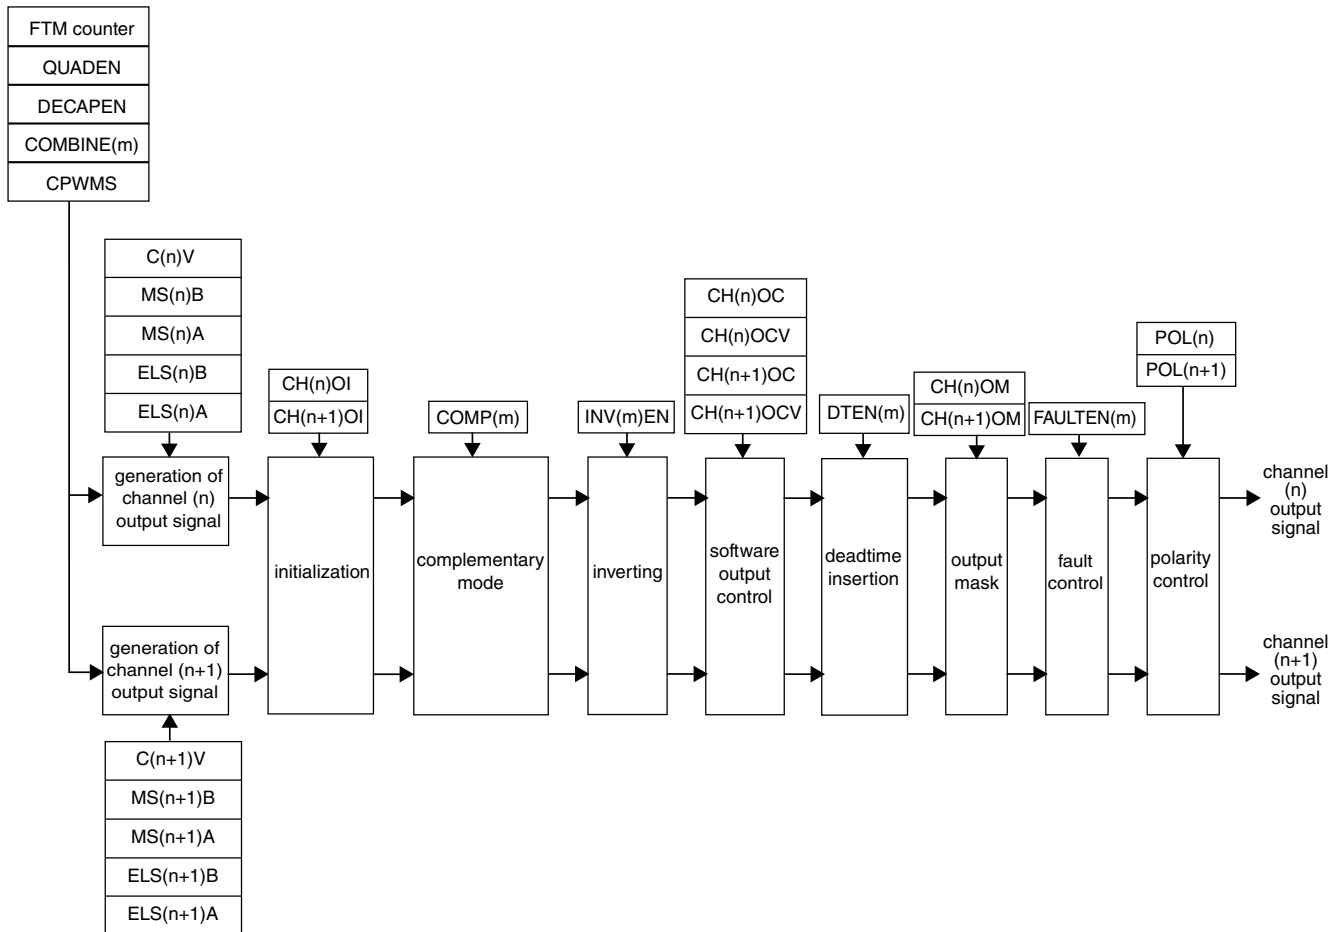 FTM counter
QUADEN
DECAPEN
COMBINE(m)
CPWMS
C(n)V
MS(n)B
MS(n)A
ELS(n)B
ELS(n)A
CH(n)OI
CH(n+1)OI
COMP(m)
INV(m)EN
CH(n)OC
CH(n)OCV
CH(n+1)OC
CH(n+1)OCV
DTEN(m)
CH(n)OM
CH(n+1)OM
FAULTEN(m)
POL(n)
POL(n+1)
generation of
channel (n)
output signal
initialization
complementary
mode
inverting
software
output
control
deadtime
insertion
output
mask
fault
control
polarity
control
channel
(n)
output
signal
generation of
channel (n+1)
output signal
channel
(n+1)
output
signal
C(n+1)V
MS(n+1)B
MS(n+1)A
ELS(n+1)B
ELS(n+1)A